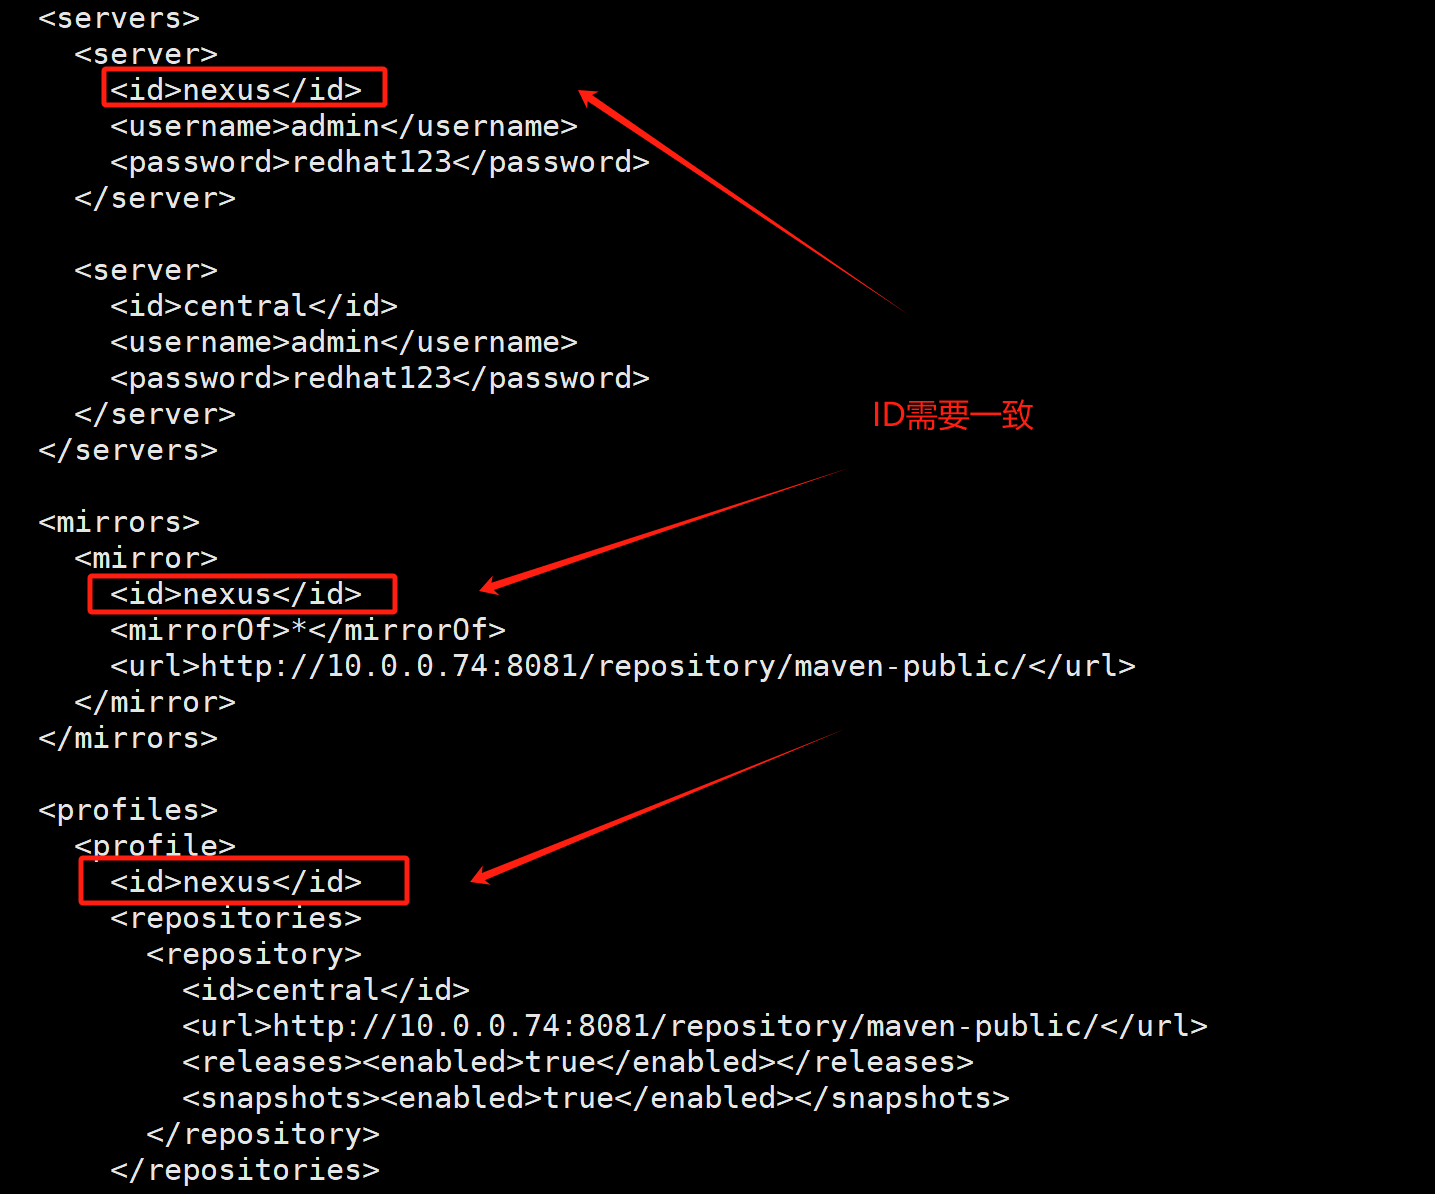 <servers>
<server>
<id>nexus</id>
<username>admin</username>
<password>redhat123</password>
</server>
<server>
<id>central</id>
<username>admin</username>
<password>redhat123</password>
</server>
ID需要一致
</servers>
<mirrors>
<mirror>
<id>nexus</id>
<mirrorOf>*</mirrorOf>
<url>http://10.0.0.74:8081/repository/maven-public/</url>
</mirror>
</mirrors>
<profiles>
<profile>
<id>nexus</id>
<repositories>
<repository>
<id>central</id>
<url>http://10.0.0.74:8081/repository/maven-public/</url>
<releases><enabled>true</enabled></releases>
<snapshots><enabled>true</enabled></snapshots>
</repository>
</repositories>